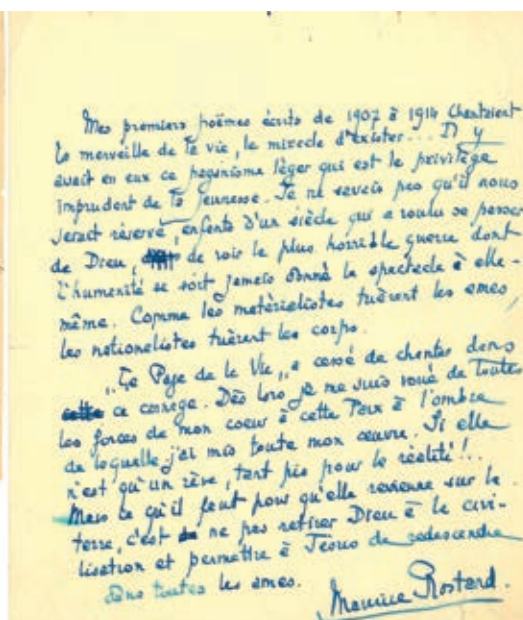 Mes premiers poëmes écrits de 1907 à 1914 chantaient
la merveille de la vie, le miracle d'exister... Il y
avait en eux ce paganisme léger qui est le privilège
imprudent de la jeunesse. Je ne savais pas qu'il nous
serait réservé, enfants d'un siècle qui a voulu se passer
de Dieu, de voir la plus horrible guerre dont
l'humanité se soit jamais donné le spectacle à elle-
même. Comme les matérialistes tuèrent les âmes,
les nationalistes tuèrent les corps.
„Le Page de la Vie„ a cessé de chanter dans
ce carnage. Dès lors je me suis voué de toutes
les forces de mon coeur à cette Paix à l'ombre
de laquelle j'ai mis toute mon œuvre. Si elle
n'est qu'un rêve, tant pis pour la réalité!..
Mais ce qu'il faut pour qu'elle revienne sur la
terre, c'est ne pas retirer Dieu à la civi-
lisation et permettre à Jésus de redescendre
dans toutes les âmes.
Maurice Rostand.